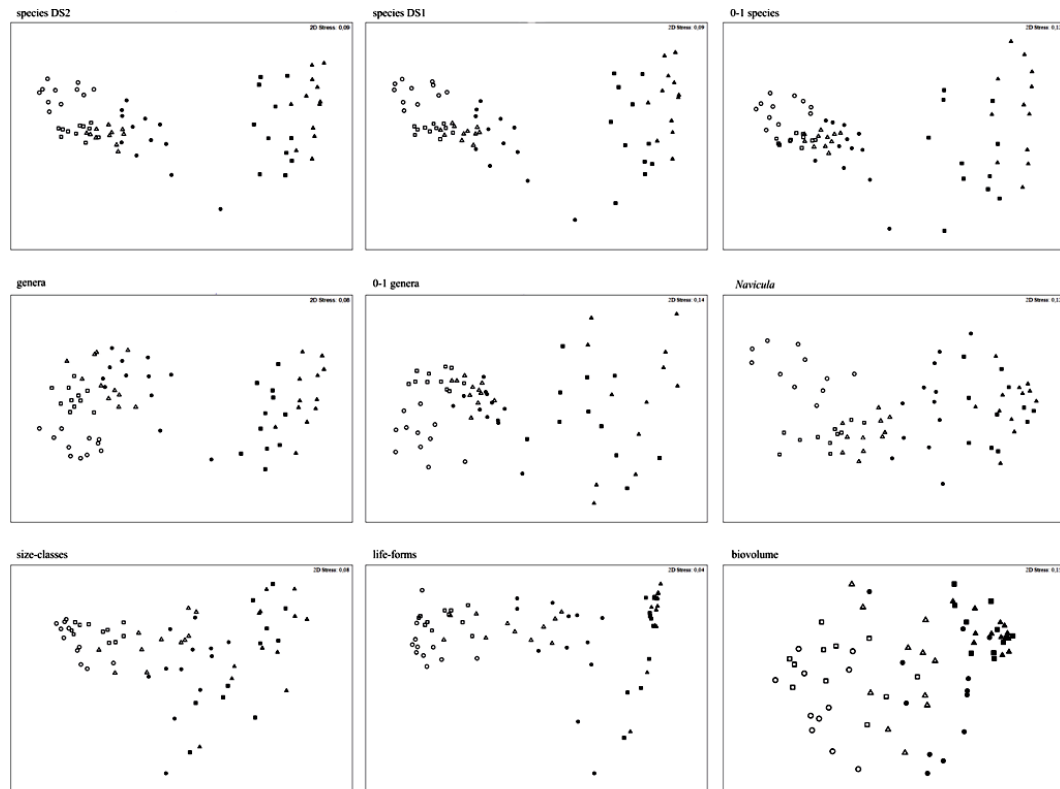 species DS2
2D Stress: 0,09
species DS1
2D Stress: 0,09
0-1 species
genera
2D Stress: 0,08
0-1 genera
2D Stress: 0,14
Navicula
size-classes
2D Stress: 0,08
life-forms
2D Stress: 0,04
biovolume